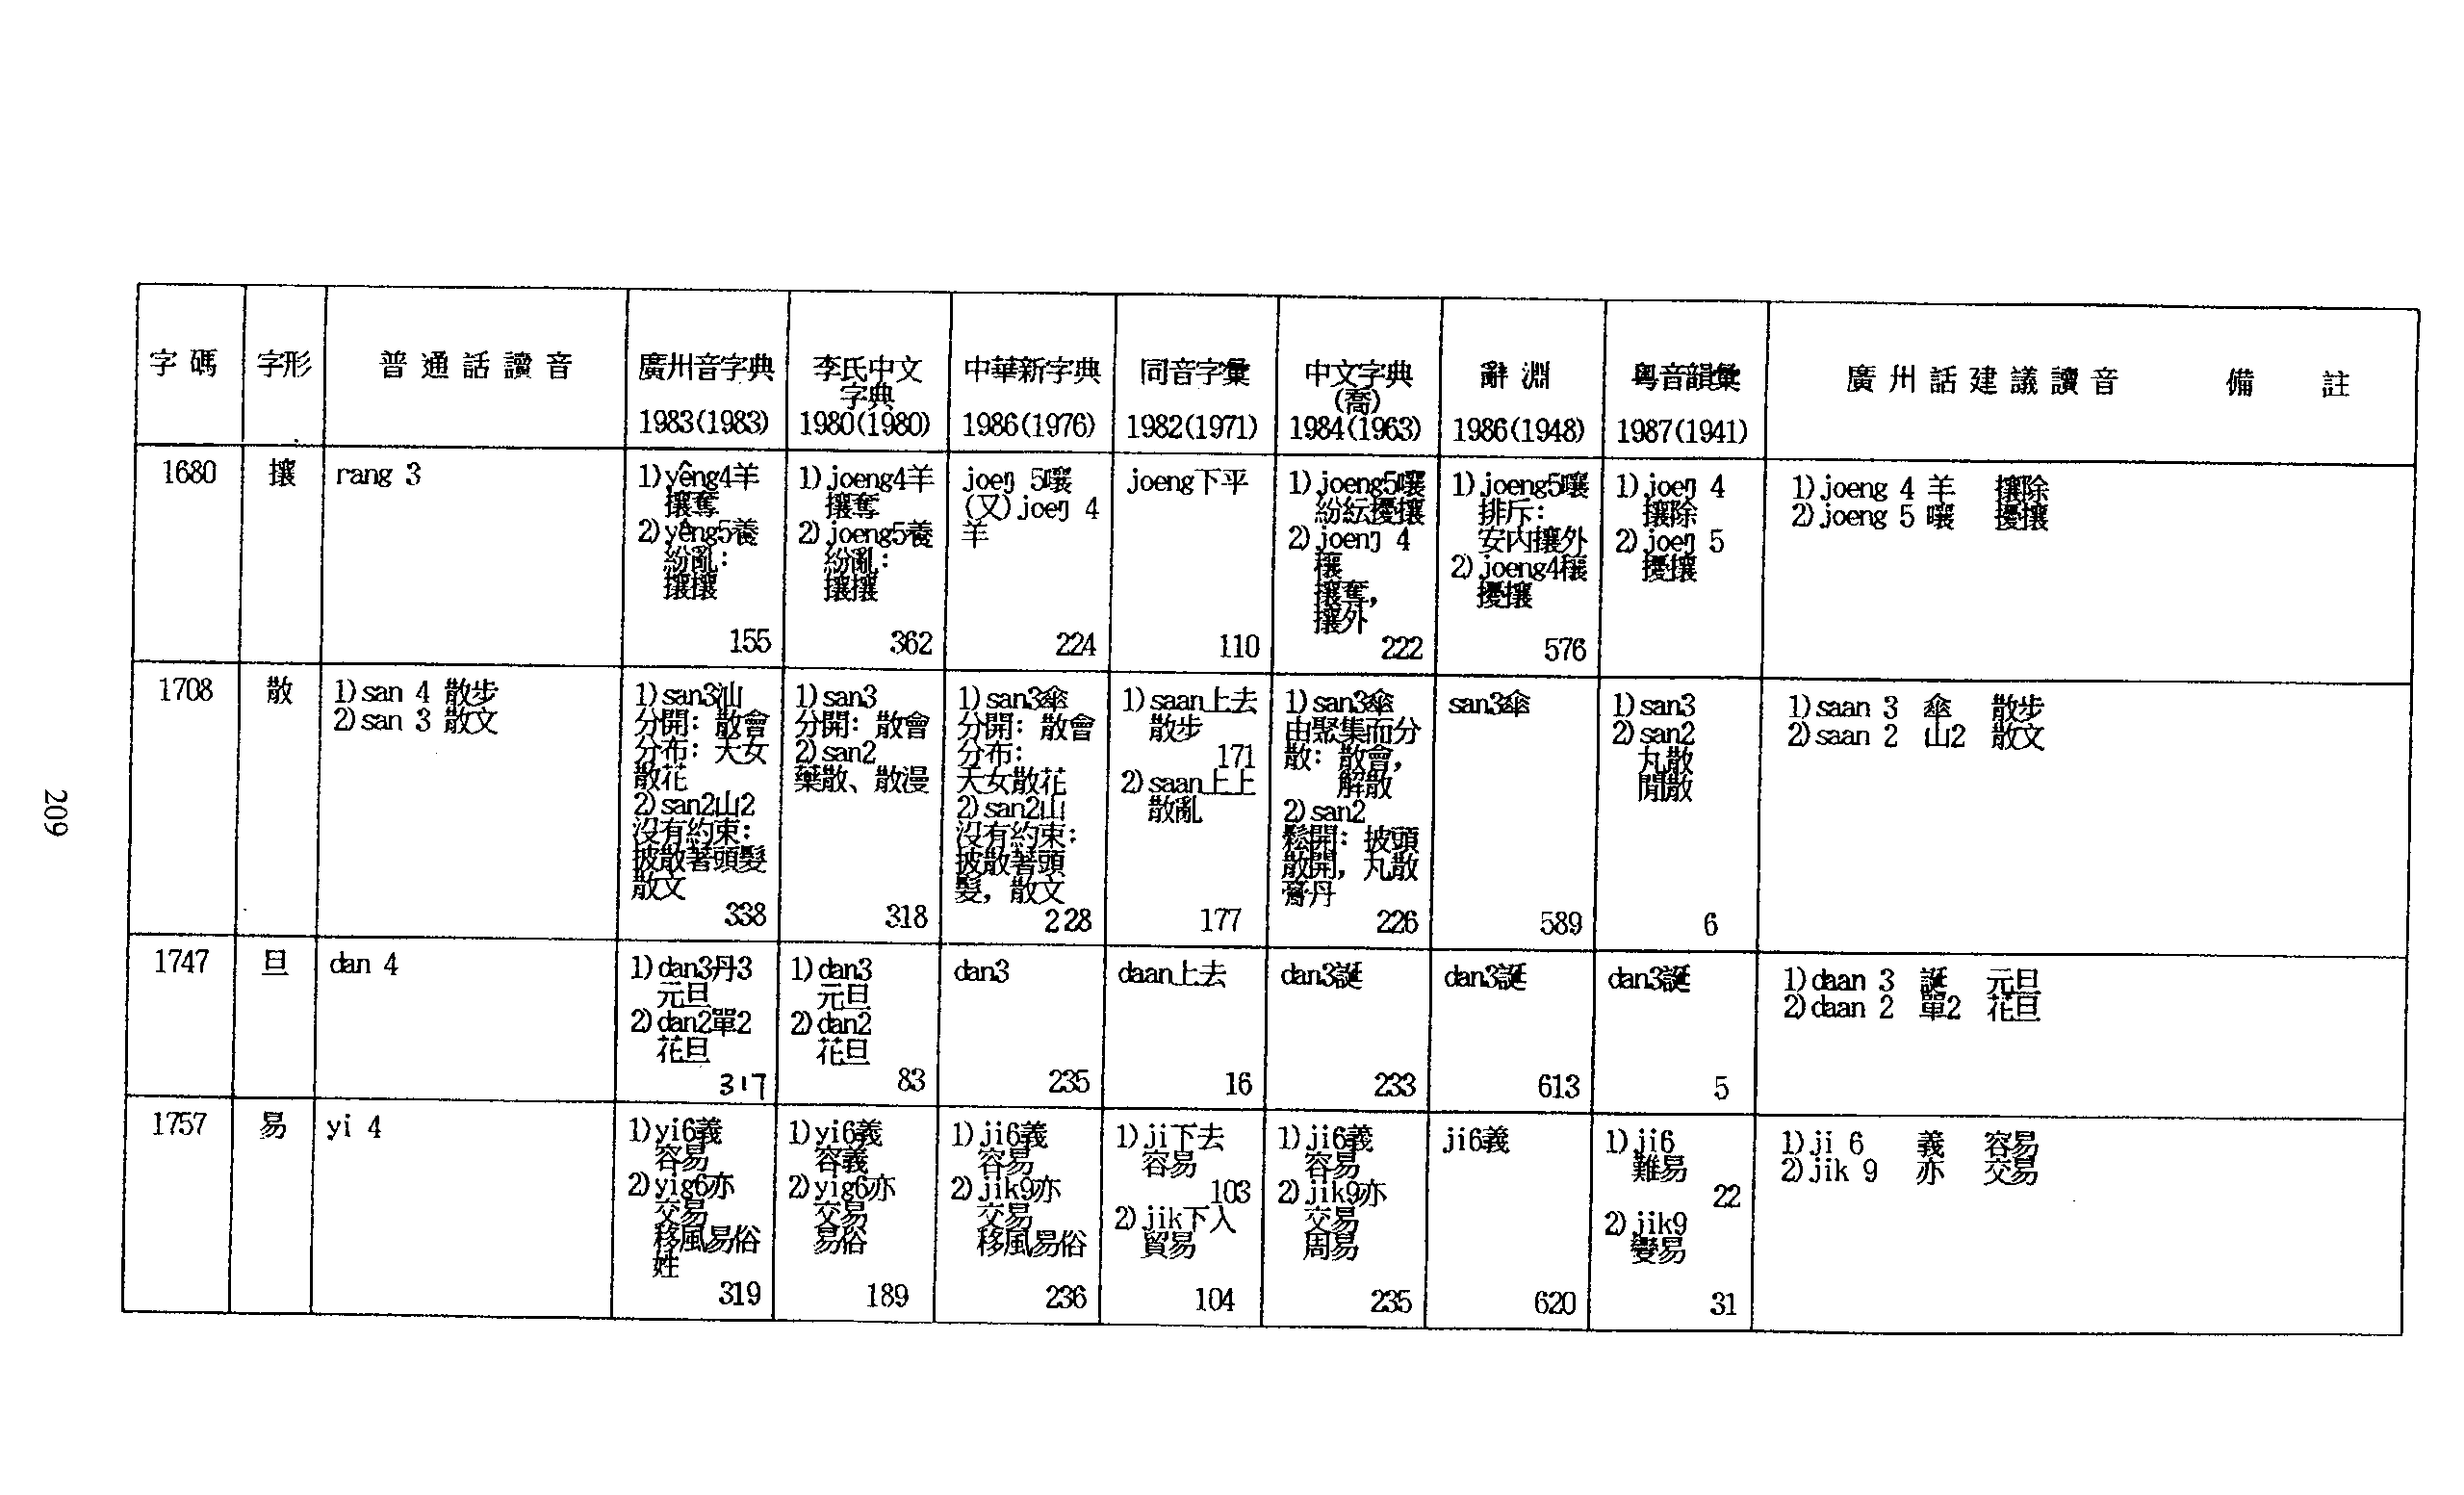 字 碼
字形
普 通 話 讀 音
廣州音字典
1983(1983)
李氏中文
字典
1980(1980)
中華新字典
1986(1976)
同音字彙
1982(1971)
中文字典
(喬)
1984(1963)
辭 淵
1986(1948)
粵音韻彙
1987(1941)
廣 州 話 建 議 讀 音
備 註
1680
攘
rang 3
1)yêng4羊
攘奪
2)yêng5養
紛亂:
攘攘
155
1)joeng4羊
攘奪
2)joeng5養
紛亂:
攘攘
362
joeŋ 5嚷
(又)joeŋ 4
羊
224
joeng下平
110
1)joeng5嚷
紛紜擾攘
2)joenŋ 4
穰
攘奪,
攘外
222
1)joeng5嚷
排斥:
安內攘外
2)joeng4穰
擾攘
576
1)joeŋ 4
攘除
2)joeŋ 5
擾攘
1)joeng 4 羊 攘除
2)joeng 5 嚷 擾攘
1708
散
1)san 4 散步
2)san 3 散文
1)san3汕
分開: 散會
分布: 天女
散花
2)san2山2
沒有約束:
披散著頭髮
散文
338
1)san3
分開: 散會
2)san2
藥散、散漫
318
1)san3傘
分開: 散會
分布:
天女散花
2)san2山
沒有約束:
披散著頭
髮, 散文
228
1)saan上去
散步
171
2)saan上上
散亂
177
1)san3傘
由聚集而分
散: 散會,
解散
2)san2
鬆開: 披頭
散開, 丸散
膏丹
226
san3傘
589
1)san3
2)san2
丸散
閒散
6
1)saan 3 傘 散步
2)saan 2 山2 散文
1747
旦
dan 4
1)dan3丹3
元旦
2)dan2單2
花旦
317
1)dan3
元旦
2)dan2
花旦
83
dan3
235
daan上去
16
dan3誕
233
dan3誕
613
dan3誕
5
1)daan 3 誕 元旦
2)daan 2 單2 花旦
1757
易
yi 4
1)yi6義
容易
2)yig6亦
交易
移風易俗
姓
319
1)yi6義
容義
2)yig6亦
交易
易俗
189
1)ji6義
容易
2)jik9亦
交易
移風易俗
236
1)ji下去
容易
103
2)jik下入
貿易
104
1)ji6義
容易
2)jik9亦
交易
周易
235
ji6義
620
1)ji6
難易
22
2)jik9
變易
31
1)ji 6 義 容易
2)jik 9 亦 交易
209